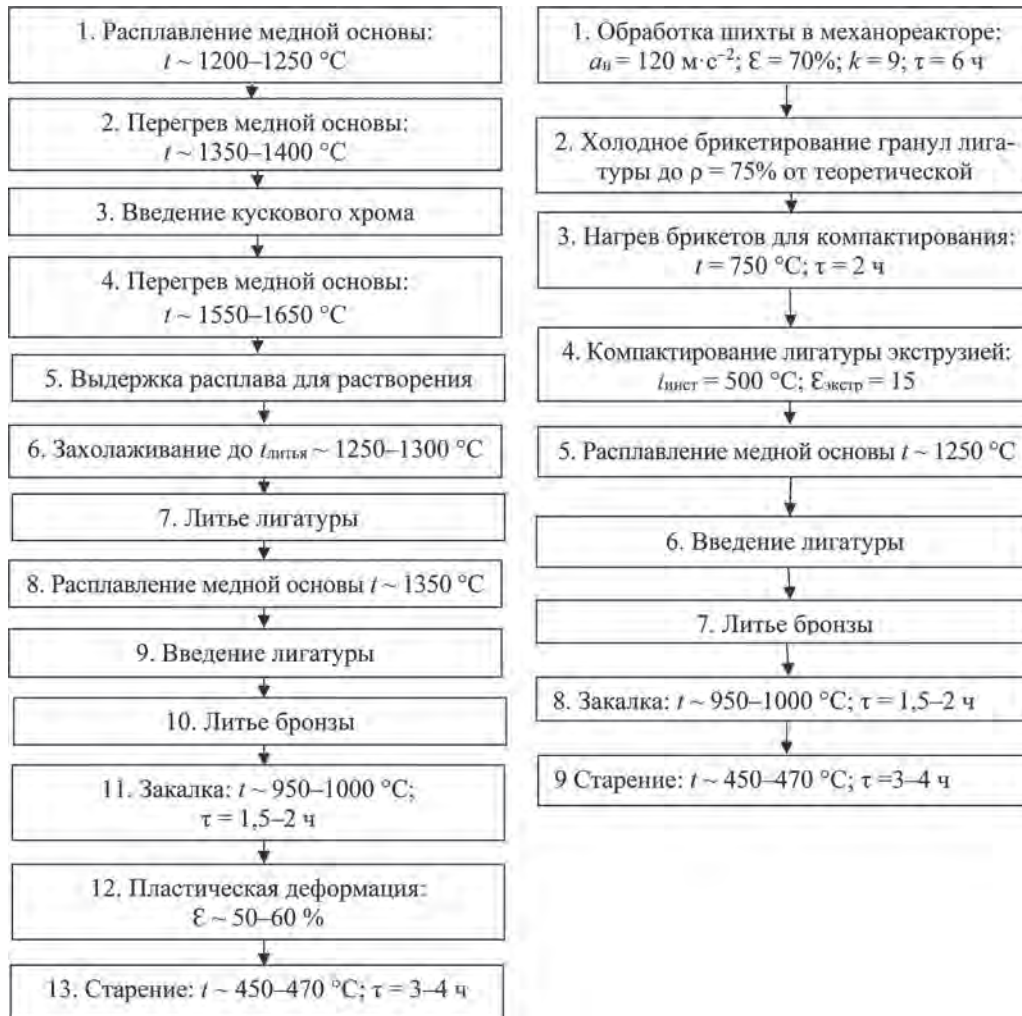 1. Расплавление медной основы:
t ~ 1200–1250 °C
2. Перегрев медной основы:
t ~ 1350–1400 °C
3. Введение кускового хрома
4. Перегрев медной основы:
t ~ 1550–1650 °C
5. Выдержка расплава для растворения
6. Захолаживание до tлитья ~ 1250–1300 °C
7. Литье лигатуры
8. Расплавление медной основы t ~ 1350 °C
9. Введение лигатуры
10. Литье бронзы
11. Закалка: t ~ 950–1000 °C;
τ = 1,5–2 ч
12. Пластическая деформация:
Ɛ ~ 50–60 %
13. Старение: t ~ 450–470 °C; τ = 3–4 ч
1. Обработка шихты в механореакторе:
aн = 120 м·с⁻²; Ɛ = 70%; k = 9; τ = 6 ч
2. Холодное брикетирование гранул лига-
туры до ρ = 75% от теоретической
3. Нагрев брикетов для компактирования:
t = 750 °C; τ = 2 ч
4. Компактирование лигатуры экструзией:
tинст = 500 °C; Ɛэкстр = 15
5. Расплавление медной основы t ~ 1250 °C
6. Введение лигатуры
7. Литье бронзы
8. Закалка: t ~ 950–1000 °C; τ = 1,5–2 ч
9 Старение: t ~ 450–470 °C; τ =3–4 ч